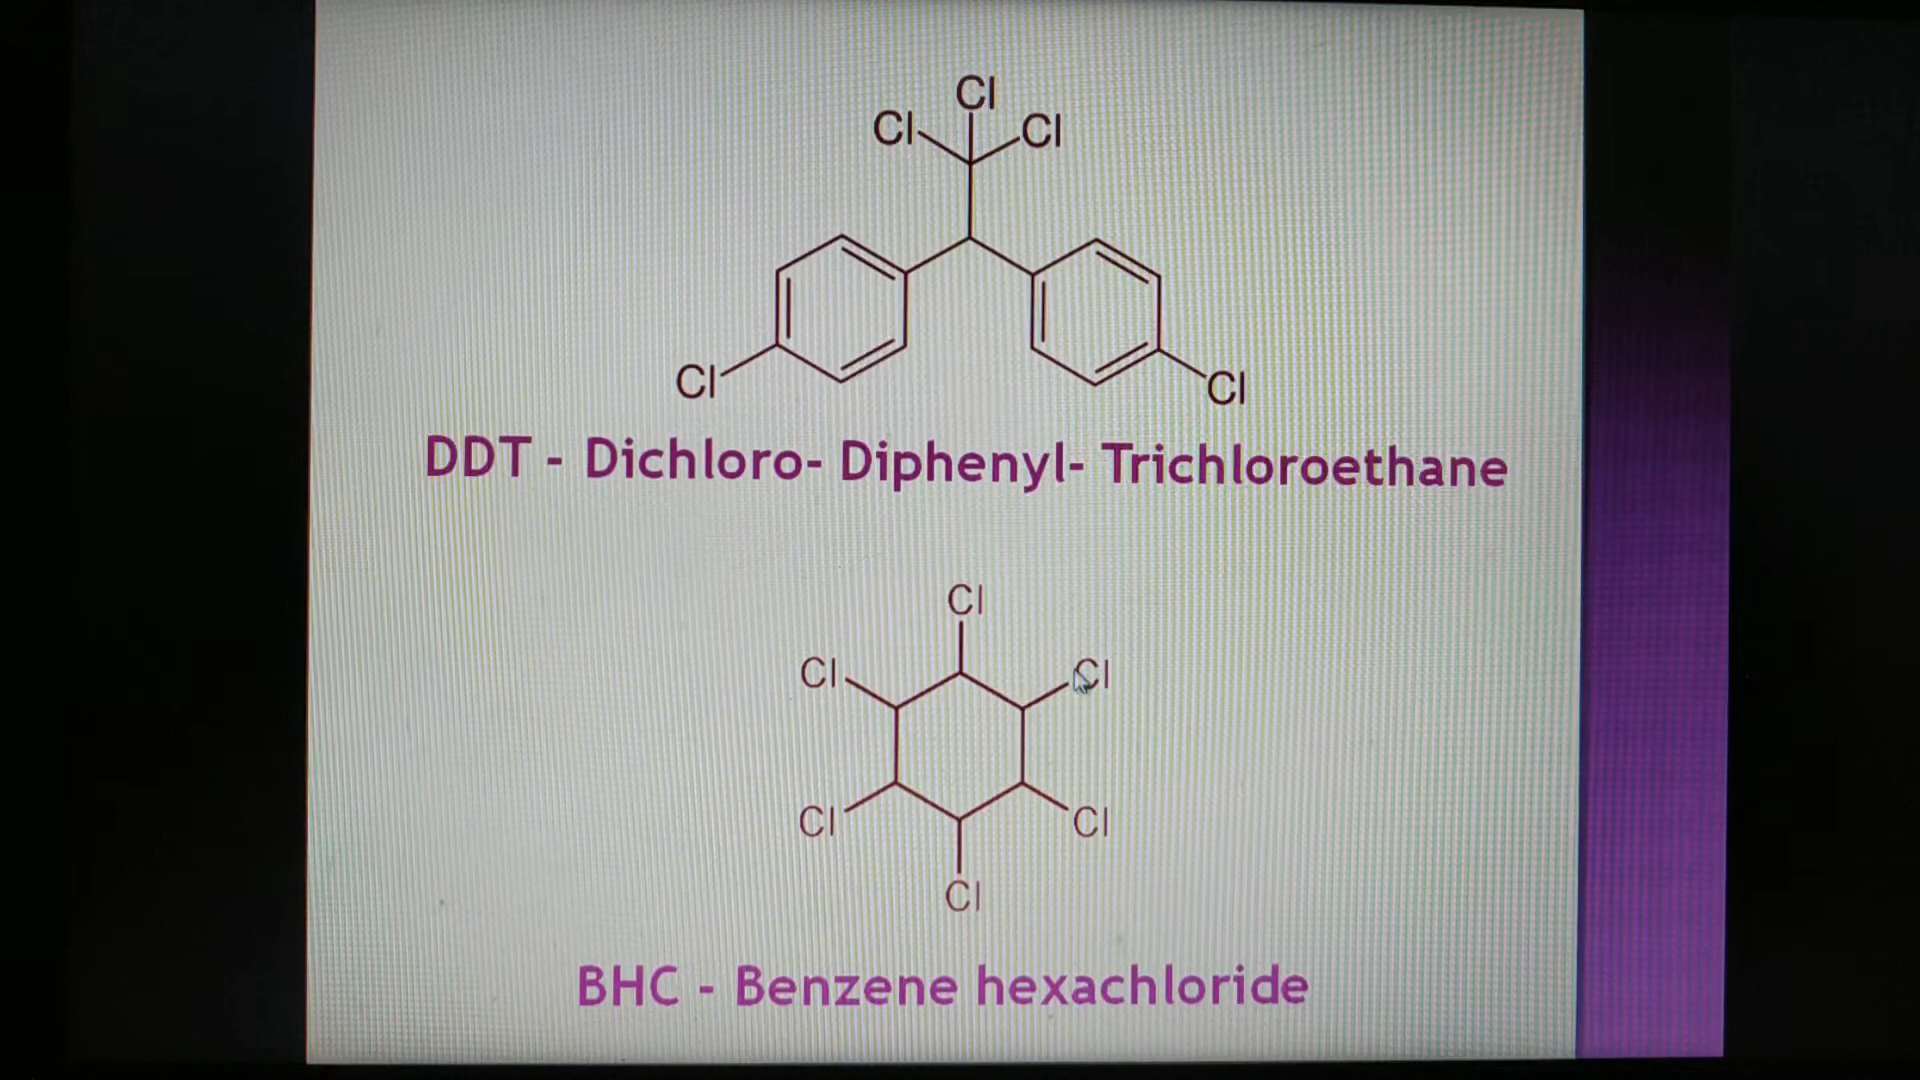 Cl
Cl Cl
Cl Cl
DDT - Dichloro- Diphenyl- Trichloroethane
Cl
Cl Cl
Cl Cl
Cl
BHC - Benzene hexachloride